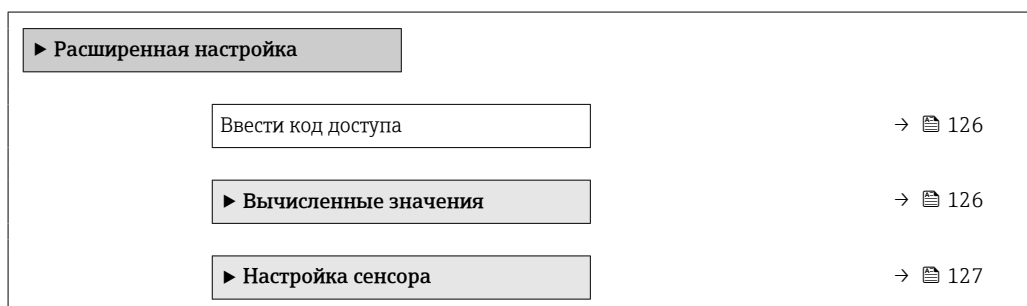 ▶ Расширенная настройка
Ввести код доступа → 126
▶ Вычисленные значения → 126
▶ Настройка сенсора → 127